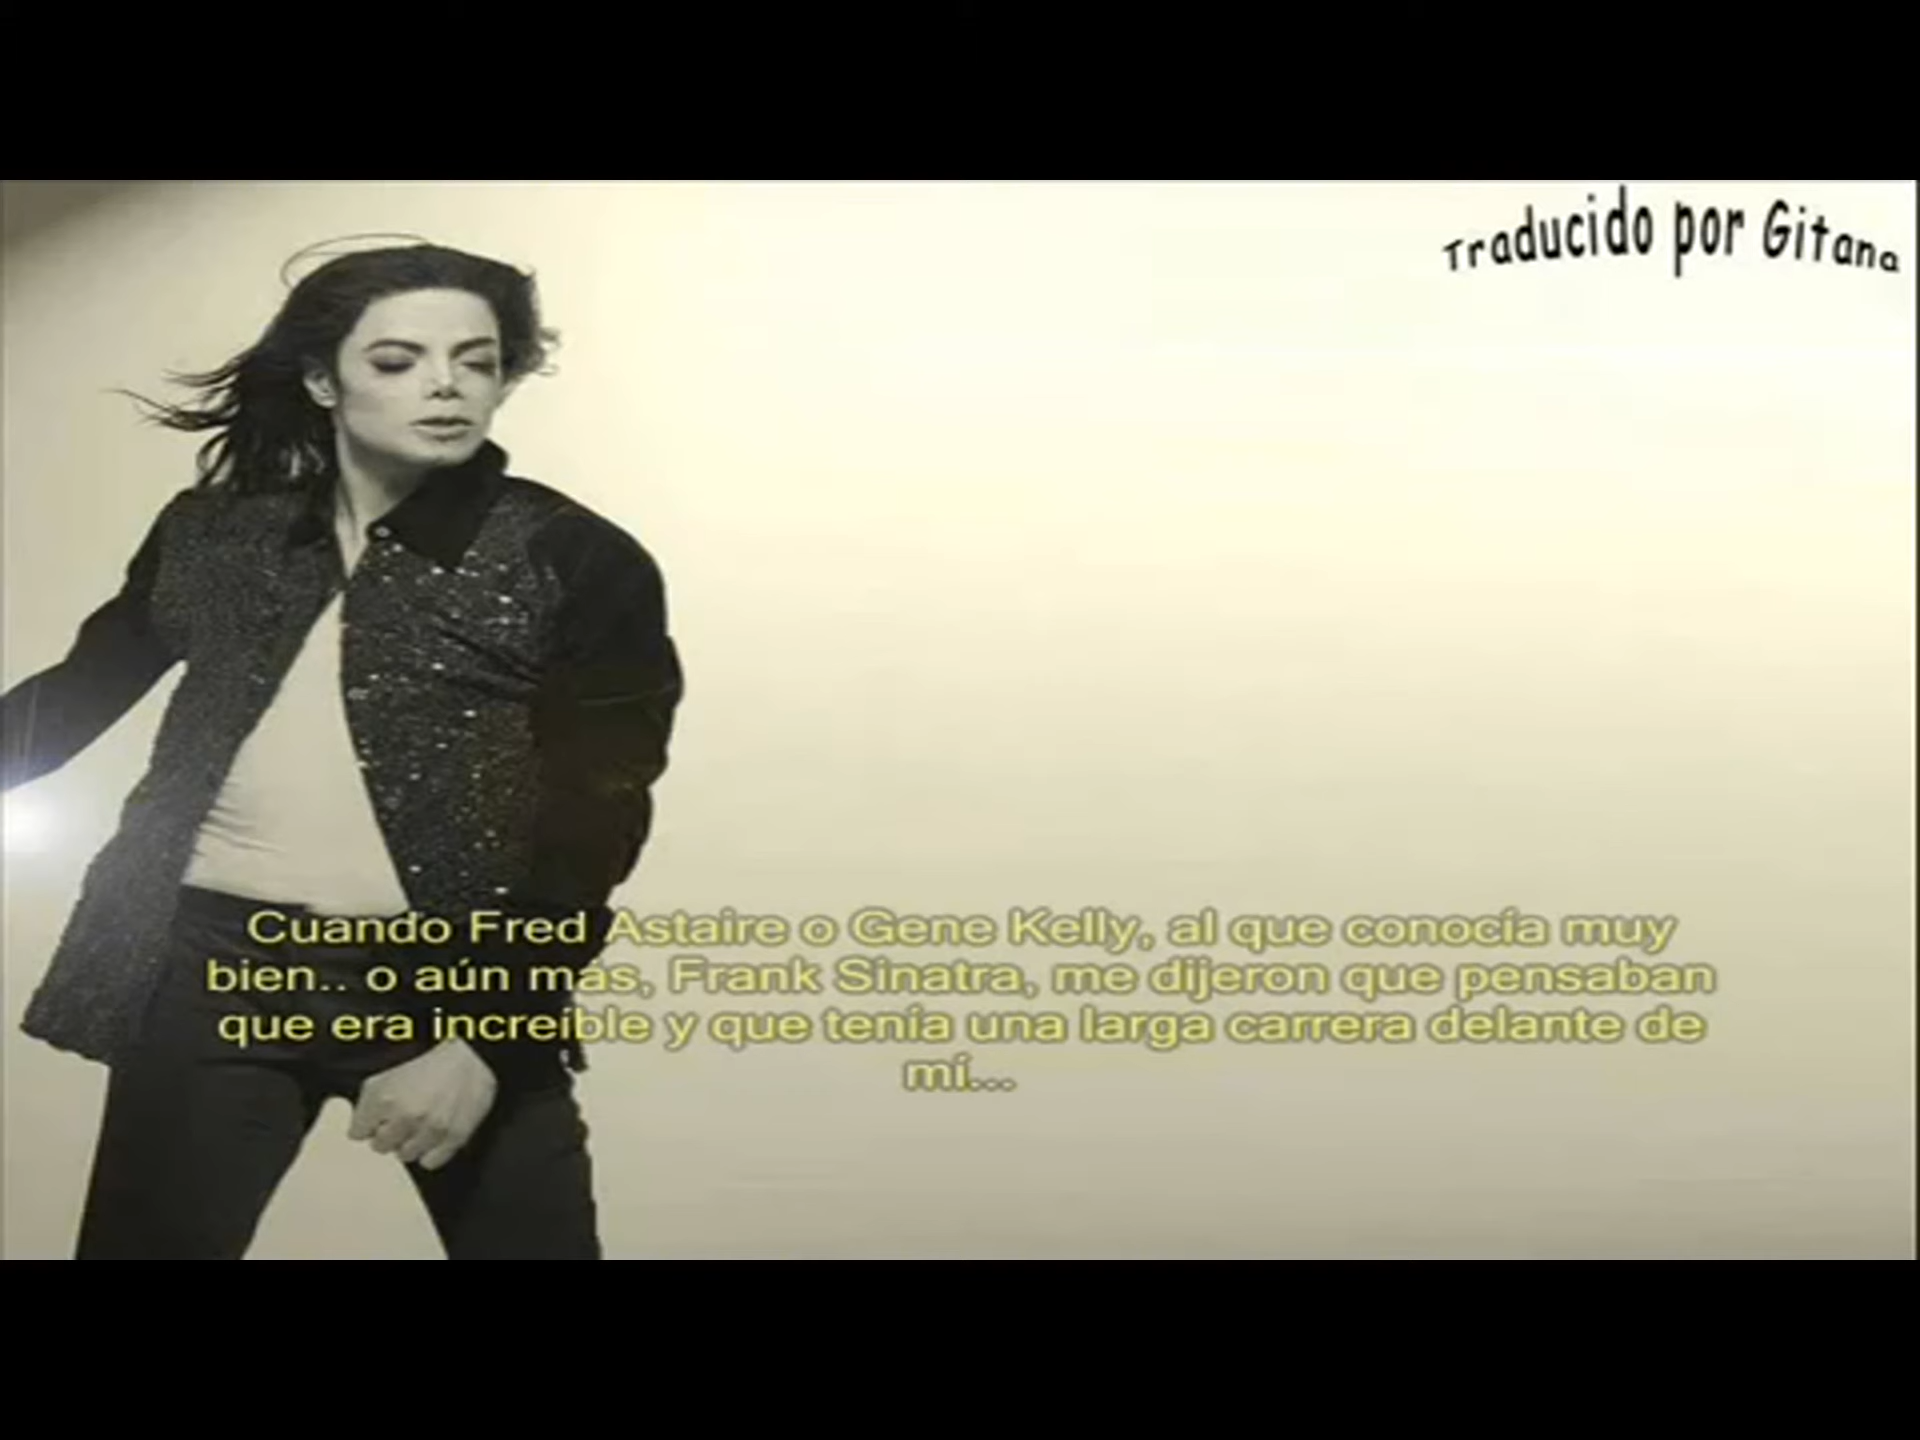 Traducido por Gitana
Cuando Fred Astaire o Gene Kelly, al que conocía muy
bien.. o aún más, Frank Sinatra, me dijeron que pensaban
que era increíble y que tenía una larga carrera delante de
mí...